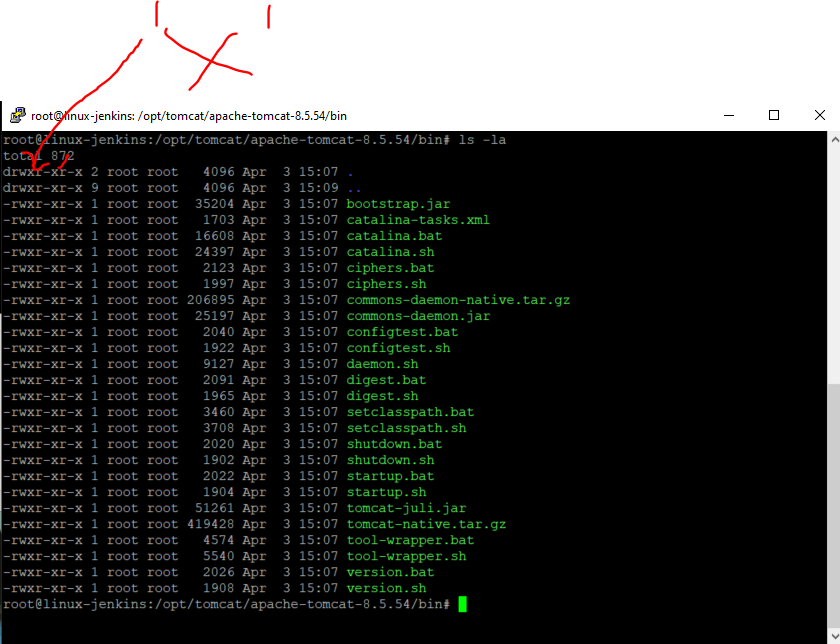 'x'
root@linux-jenkins: /opt/tomcat/apache-tomcat-8.5.54/bin
root@linux-jenkins:/opt/tomcat/apache-tomcat-8.5.54/bin# ls -la
total 872
drwxr-xr-x 2 root root 4096 Apr 3 15:07 .
drwxr-xr-x 9 root root 4096 Apr 3 15:09 ..
-rwxr-xr-x 1 root root 35204 Apr 3 15:07 bootstrap.jar
-rwxr-xr-x 1 root root 1703 Apr 3 15:07 catalina-tasks.xml
-rwxr-xr-x 1 root root 16608 Apr 3 15:07 catalina.bat
-rwxr-xr-x 1 root root 24397 Apr 3 15:07 catalina.sh
-rwxr-xr-x 1 root root 2123 Apr 3 15:07 ciphers.bat
-rwxr-xr-x 1 root root 1997 Apr 3 15:07 ciphers.sh
-rwxr-xr-x 1 root root 206895 Apr 3 15:07 commons-daemon-native.tar.gz
-rwxr-xr-x 1 root root 25197 Apr 3 15:07 commons-daemon.jar
-rwxr-xr-x 1 root root 2040 Apr 3 15:07 configtest.bat
-rwxr-xr-x 1 root root 1922 Apr 3 15:07 configtest.sh
-rwxr-xr-x 1 root root 9127 Apr 3 15:07 daemon.sh
-rwxr-xr-x 1 root root 2091 Apr 3 15:07 digest.bat
-rwxr-xr-x 1 root root 1965 Apr 3 15:07 digest.sh
-rwxr-xr-x 1 root root 3460 Apr 3 15:07 setclasspath.bat
-rwxr-xr-x 1 root root 3708 Apr 3 15:07 setclasspath.sh
-rwxr-xr-x 1 root root 2020 Apr 3 15:07 shutdown.bat
-rwxr-xr-x 1 root root 1902 Apr 3 15:07 shutdown.sh
-rwxr-xr-x 1 root root 2022 Apr 3 15:07 startup.bat
-rwxr-xr-x 1 root root 1904 Apr 3 15:07 startup.sh
-rwxr-xr-x 1 root root 51261 Apr 3 15:07 tomcat-juli.jar
-rwxr-xr-x 1 root root 419428 Apr 3 15:07 tomcat-native.tar.gz
-rwxr-xr-x 1 root root 4574 Apr 3 15:07 tool-wrapper.bat
-rwxr-xr-x 1 root root 5540 Apr 3 15:07 tool-wrapper.sh
-rwxr-xr-x 1 root root 2026 Apr 3 15:07 version.bat
-rwxr-xr-x 1 root root 1908 Apr 3 15:07 version.sh
root@linux-jenkins:/opt/tomcat/apache-tomcat-8.5.54/bin#